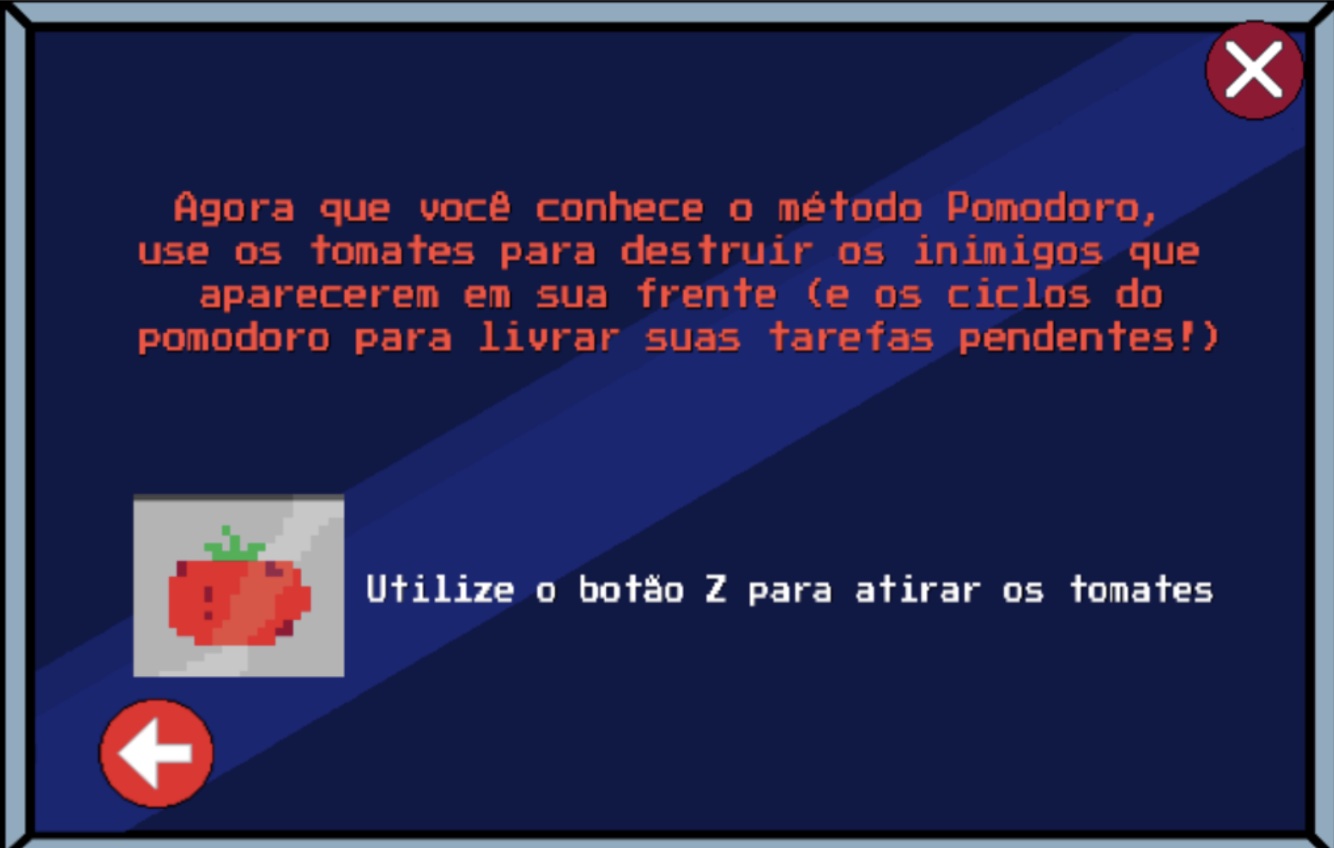 Agora que você conhece o método Pomodoro,
use os tomates para destruir os inimigos que
aparecerem em sua frente (e os ciclos do
pomodoro para livrar suas tarefas pendentes!)
Utilize o botão Z para atirar os tomates